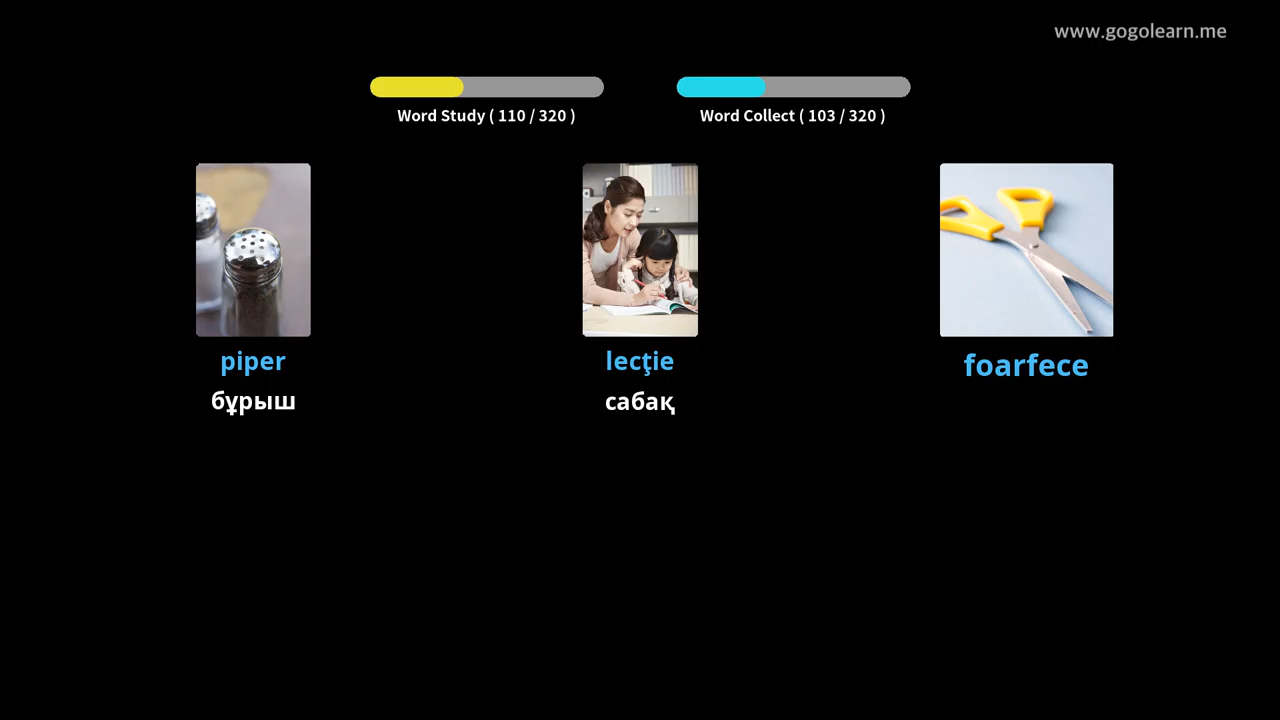 www.gogolearn.me
Word Study ( 110 / 320 )
Word Collect ( 103 / 320 )
piper
lecţie
foarfece
бұрыш
сабақ